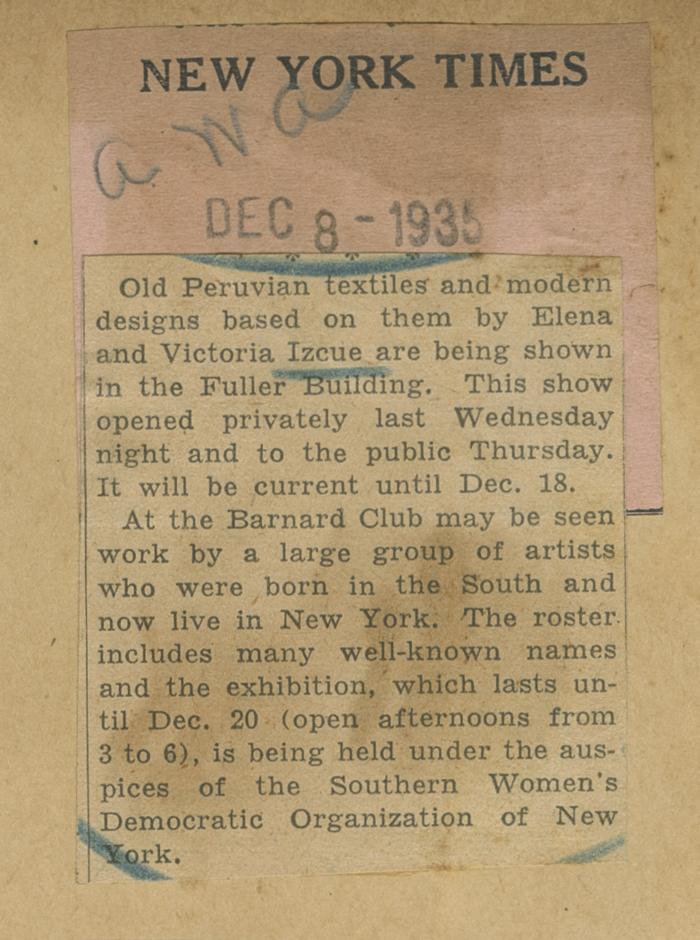 NEW YORK TIMES
a w a
DEC 8 - 1935
Old Peruvian textiles and modern
designs based on them by Elena
and Victoria Izcue are being shown
in the Fuller Building. This show
opened privately last Wednesday
night and to the public Thursday.
It will be current until Dec. 18.
At the Barnard Club may be seen
work by a large group of artists
who were born in the South and
now live in New York. The roster
includes many well-known names
and the exhibition, which lasts un-
til Dec. 20 (open afternoons from
3 to 6), is being held under the aus-
pices of the Southern Women's
Democratic Organization of New
York.